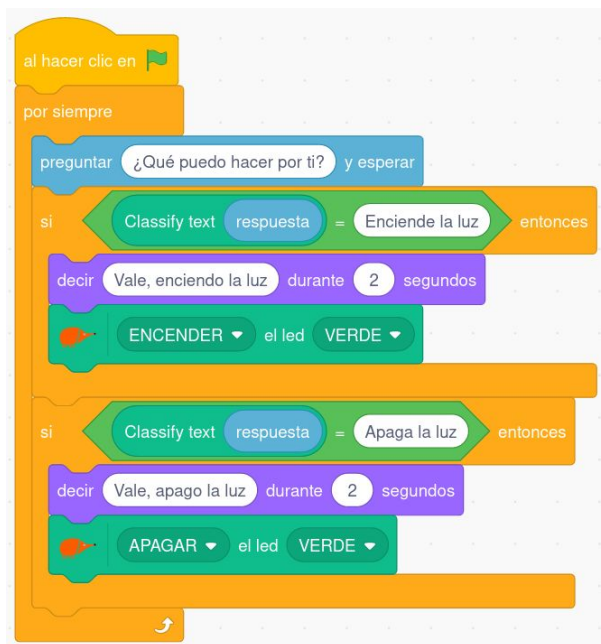 al hacer clic en
por siempre
preguntar ¿Qué puedo hacer por ti? y esperar
si Classify text respuesta = Enciende la luz entonces
decir Vale, enciendo la luz durante 2 segundos
ENCENDER el led VERDE
si Classify text respuesta = Apaga la luz entonces
decir Vale, apago la luz durante 2 segundos
APAGAR el led VERDE